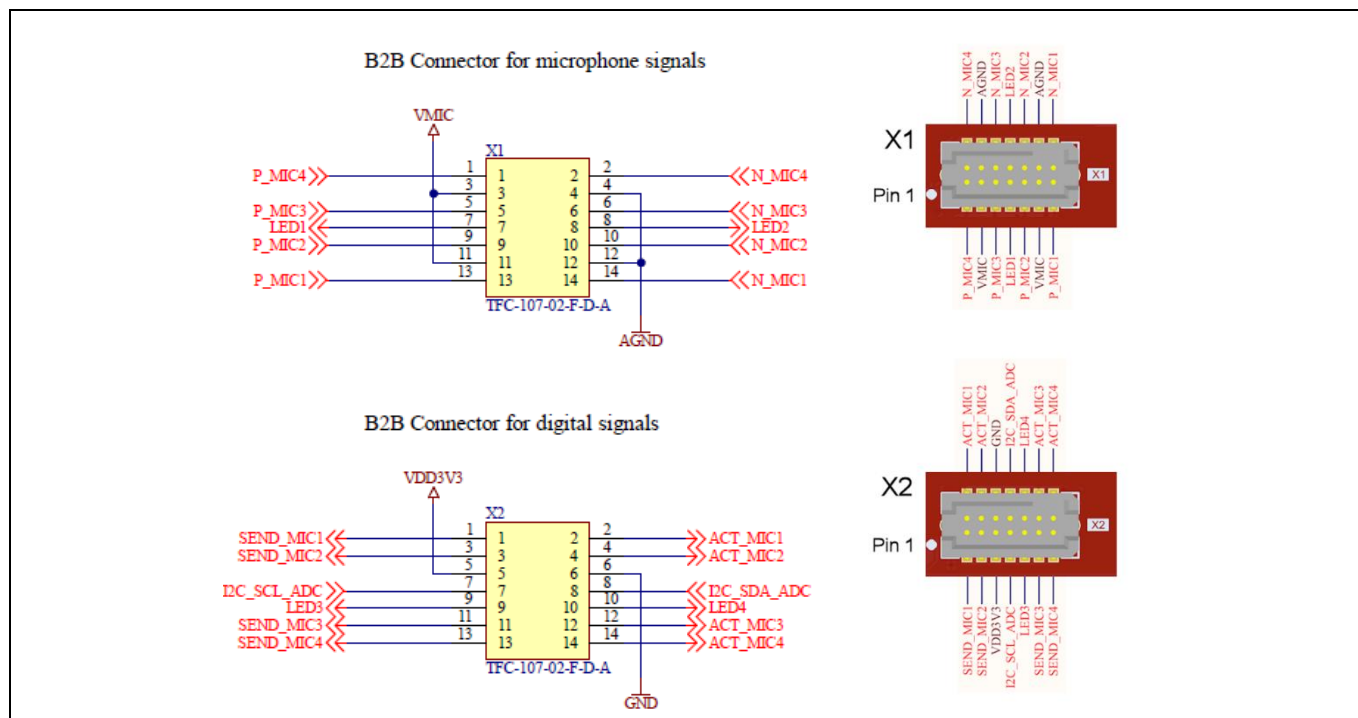 B2B Connector for microphone signals
VMIC
X1
P_MIC4 1 1 2 2 N_MIC4
3 3 4 4
P_MIC3 5 5 6 6 N_MIC3
LED1 7 7 8 8 LED2
P_MIC2 9 9 10 10 N_MIC2
11 11 12 12
P_MIC1 13 13 14 14 N_MIC1
TFC-107-02-F-D-A
AGND
N_MIC4
AGND
N_MIC3
LED2
N_MIC2
AGND
N_MIC1
X1
X1
Pin 1
P_MIC4
VMIC
P_MIC3
LED1
P_MIC2
VMIC
P_MIC1
B2B Connector for digital signals
VDD3V3
X2
SEND_MIC1 1 1 2 2 ACT_MIC1
SEND_MIC2 3 3 4 4 ACT_MIC2
5 5 6 6
I2C_SCL_ADC 7 7 8 8 I2C_SDA_ADC
LED3 9 9 10 10 LED4
SEND_MIC3 11 11 12 12 ACT_MIC3
SEND_MIC4 13 13 14 14 ACT_MIC4
TFC-107-02-F-D-A
GND
ACT_MIC1
ACT_MIC2
GND
I2C_SDA_ADC
LED4
ACT_MIC3
ACT_MIC4
X2
X2
Pin 1
SEND_MIC1
SEND_MIC2
VDD3V3
I2C_SCL_ADC
LED3
SEND_MIC3
SEND_MIC4